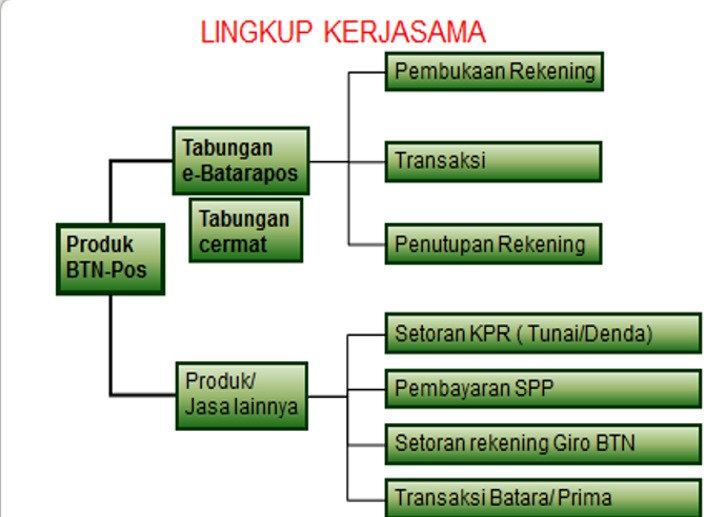 LINGKUP KERJASAMA
Pembukaan Rekening
Tabungan
e-Batarapos
Transaksi
Tabungan
cermat
Produk
BTN-Pos
Penutupan Rekening
Setoran KPR ( Tunai/Denda)
Produk/
Jasa lainnya
Pembayaran SPP
Setoran rekening Giro BTN
Transaksi Batara/ Prima